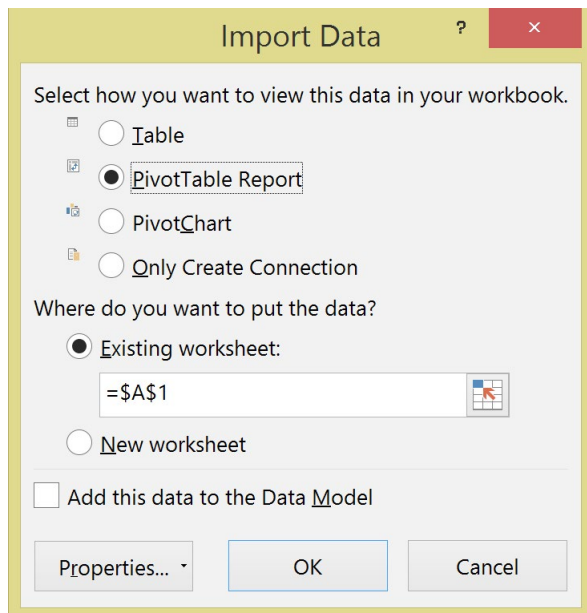 Import Data
?
×
Select how you want to view this data in your workbook.
Table
PivotTable Report
PivotChart
Only Create Connection
Where do you want to put the data?
Existing worksheet:
=$A$1
New worksheet
Add this data to the Data Model
Properties... OK Cancel